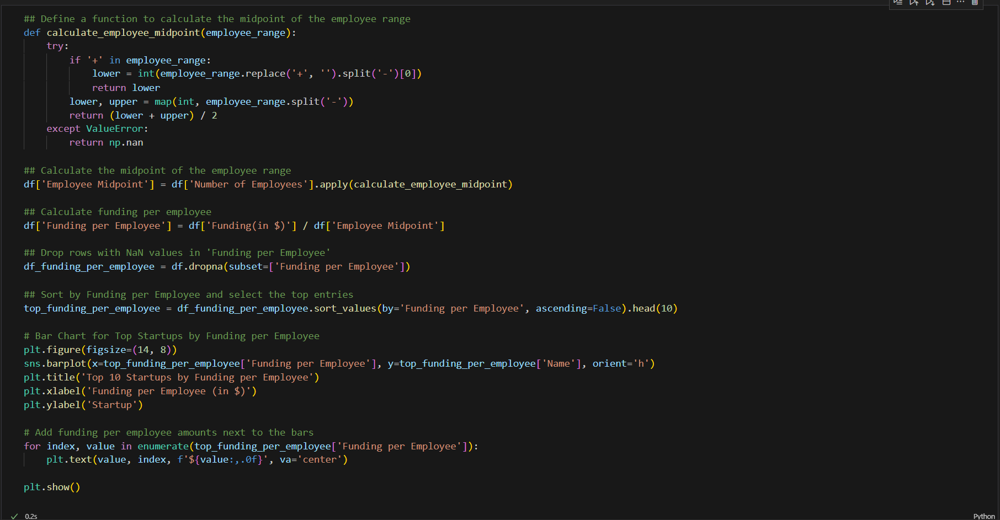 ## Define a function to calculate the midpoint of the employee range
def calculate_employee_midpoint(employee_range):
    try:
        if '+' in employee_range:
            lower = int(employee_range.replace('+', '').split('-')[0])
            return lower
        lower, upper = map(int, employee_range.split('-'))
        return (lower + upper) / 2
    except ValueError:
        return np.nan

## Calculate the midpoint of the employee range
df['Employee Midpoint'] = df['Number of Employees'].apply(calculate_employee_midpoint)

## Calculate funding per employee
df['Funding per Employee'] = df['Funding(in $)'] / df['Employee Midpoint']

## Drop rows with NaN values in 'Funding per Employee'
df_funding_per_employee = df.dropna(subset=['Funding per Employee'])

## Sort by Funding per Employee and select the top entries
top_funding_per_employee = df_funding_per_employee.sort_values(by='Funding per Employee', ascending=False).head(10)

# Bar Chart for Top Startups by Funding per Employee
plt.figure(figsize=(14, 8))
sns.barplot(x=top_funding_per_employee['Funding per Employee'], y=top_funding_per_employee['Name'], orient='h')
plt.title('Top 10 Startups by Funding per Employee')
plt.xlabel('Funding per Employee (in $)')
plt.ylabel('Startup')

# Add funding per employee amounts next to the bars
for index, value in enumerate(top_funding_per_employee['Funding per Employee']):
    plt.text(value, index, f'${value:,.0f}', va='center')

plt.show()
0.2s
Python